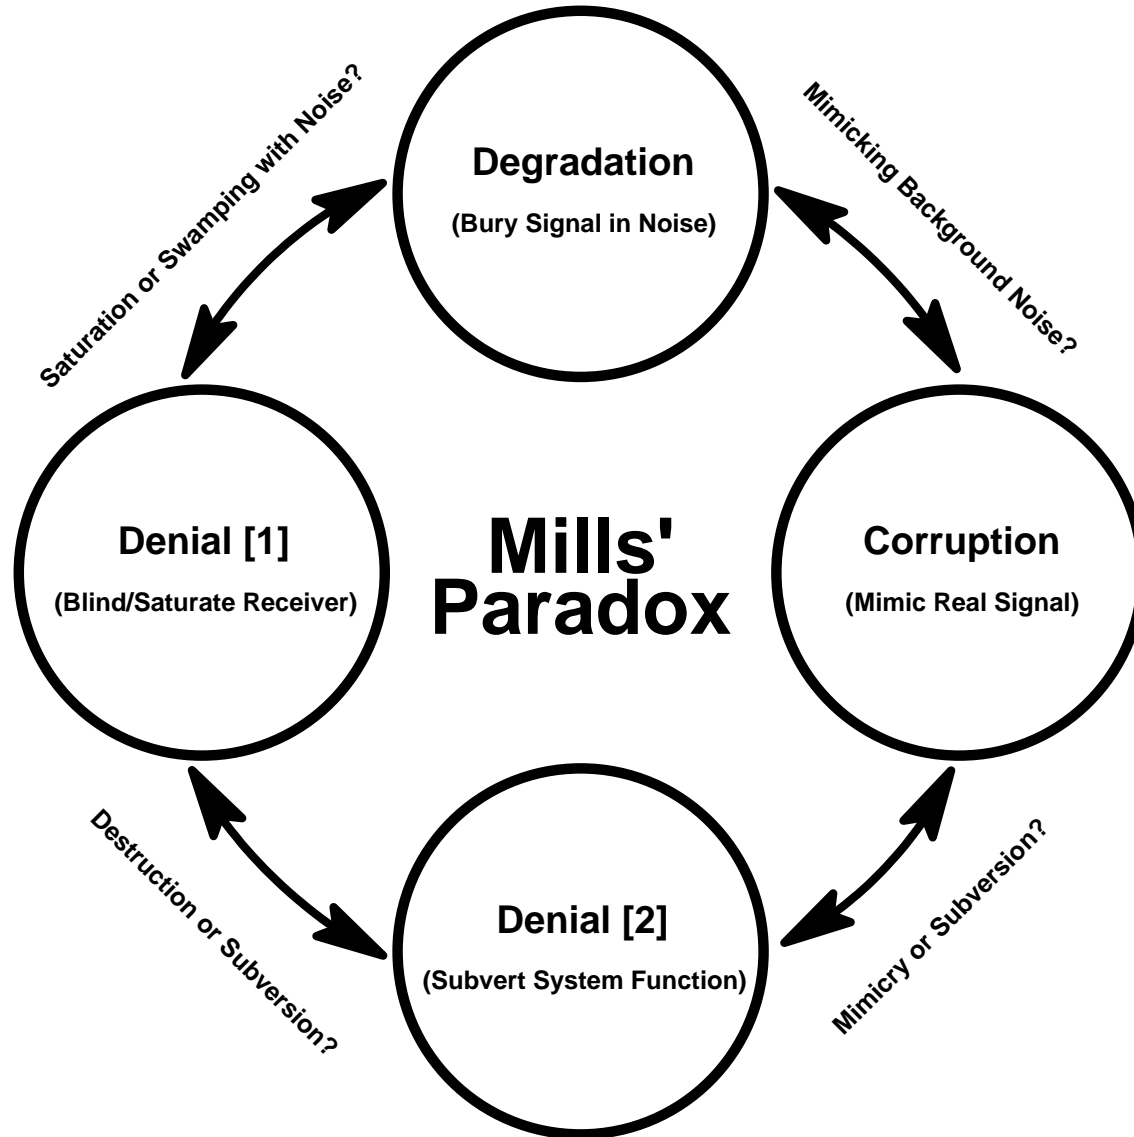 Saturation or Swamping with Noise?
Mimicking Background Noise?
Degradation
(Bury Signal in Noise)
Denial [1]
(Blind/Saturate Receiver)
Mills'
Paradox
Corruption
(Mimic Real Signal)
Destruction or Subversion?
Mimicry or Subversion?
Denial [2]
(Subvert System Function)